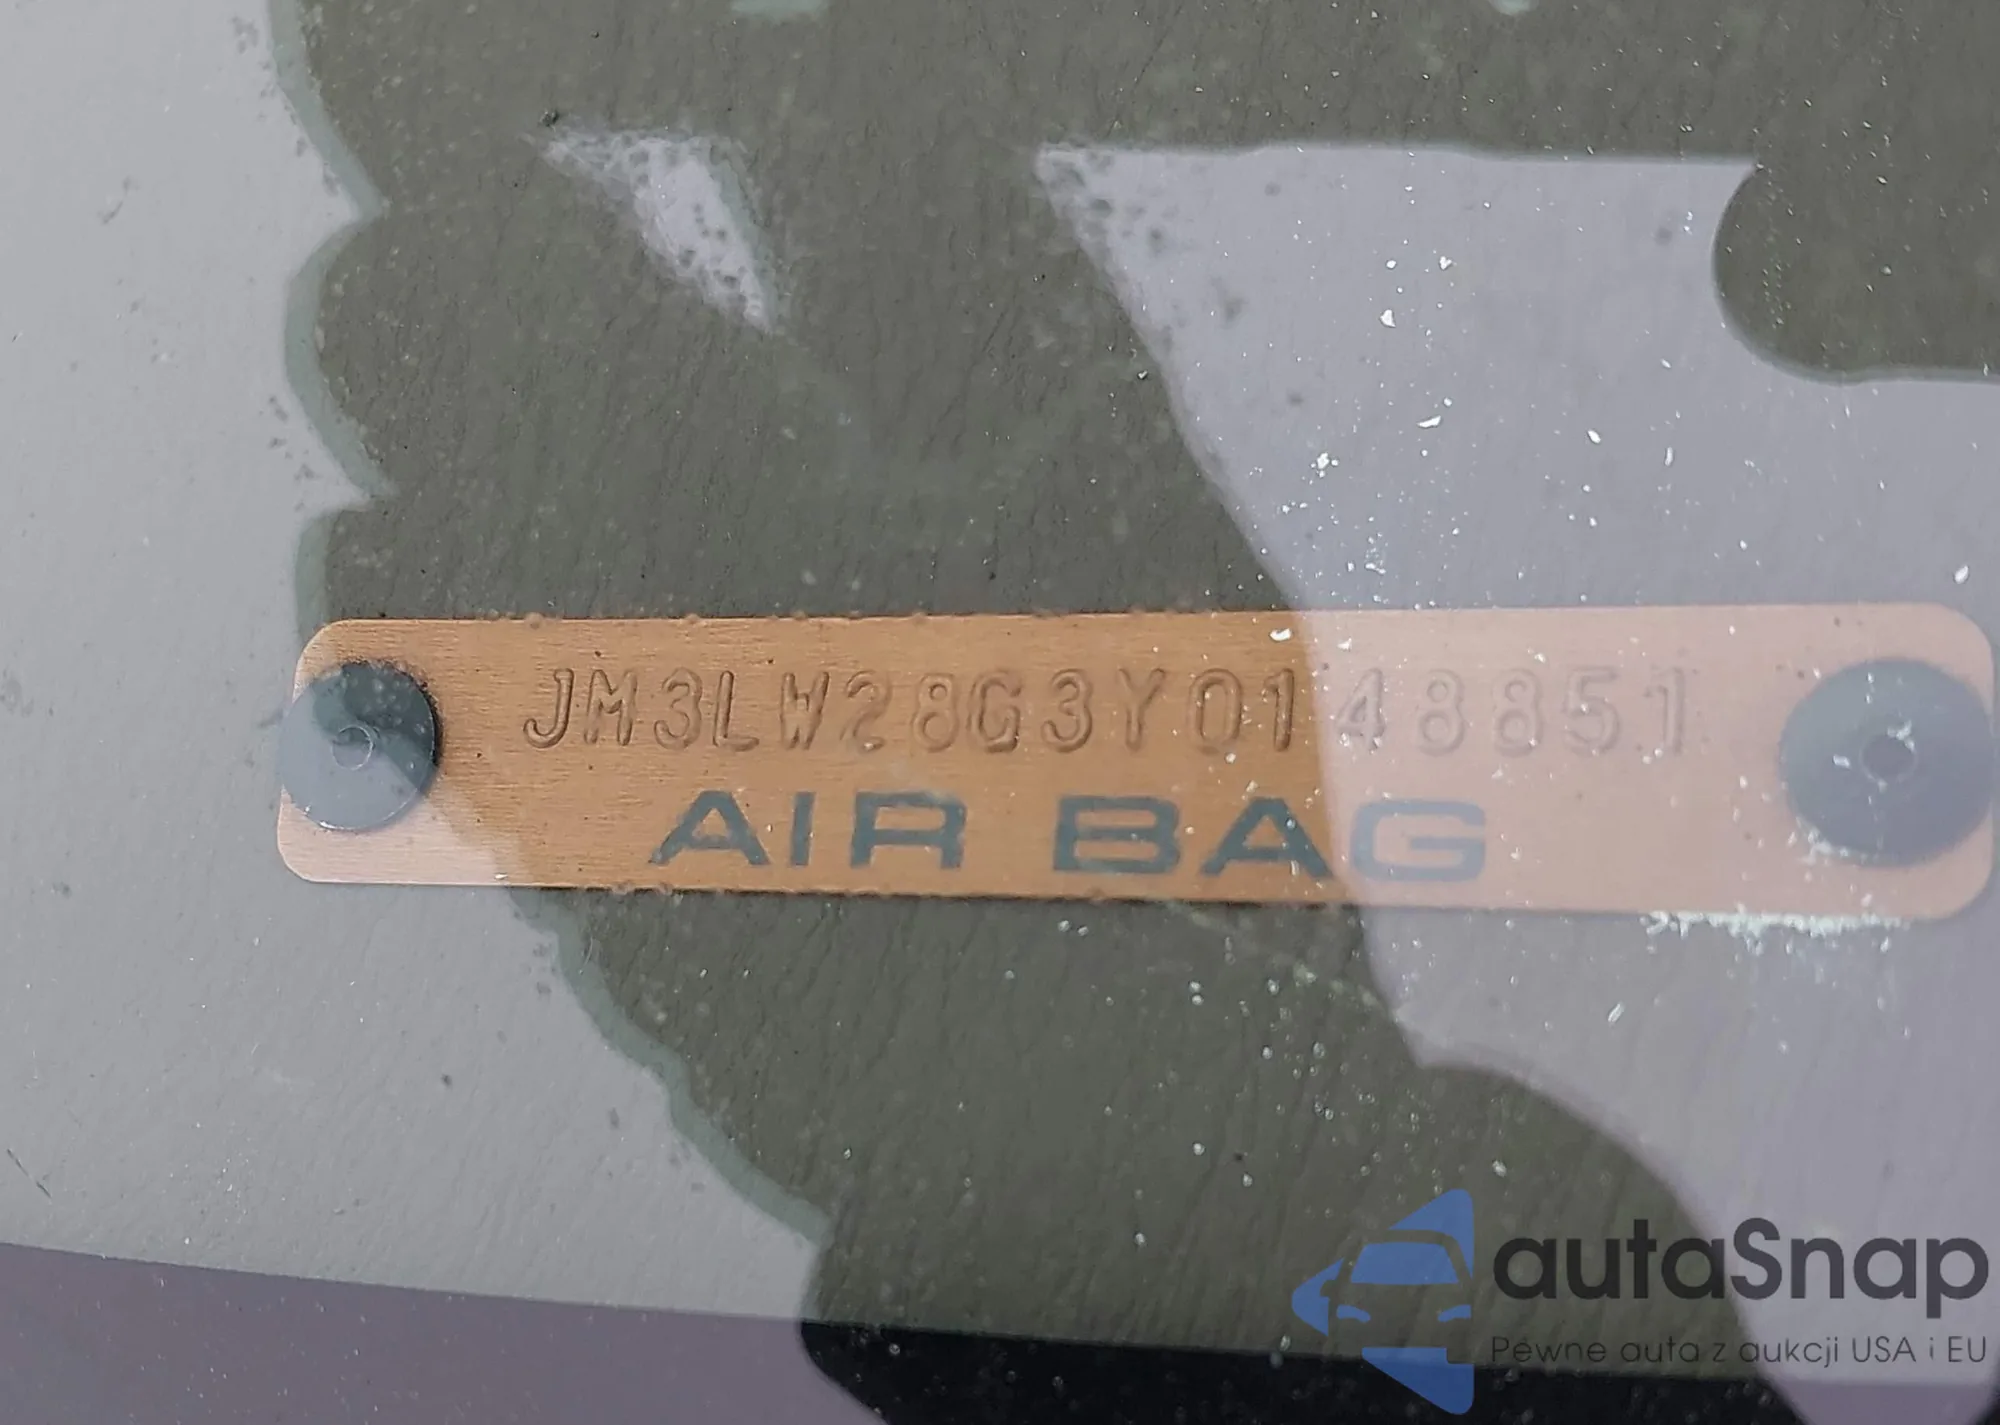 JM3LW28G3Y0148851
AIR BAG
autaSnap
Pewne auta z aukcji USA i EU